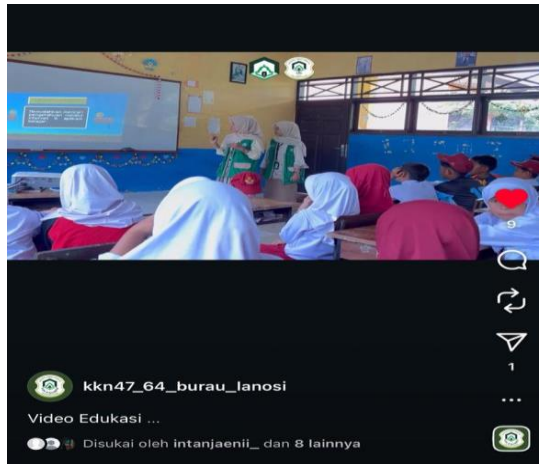 9
1
kkn47_64_burau_lanosi
Video Edukasi ...
Disukai oleh intanjaenii_ dan 8 lainnya